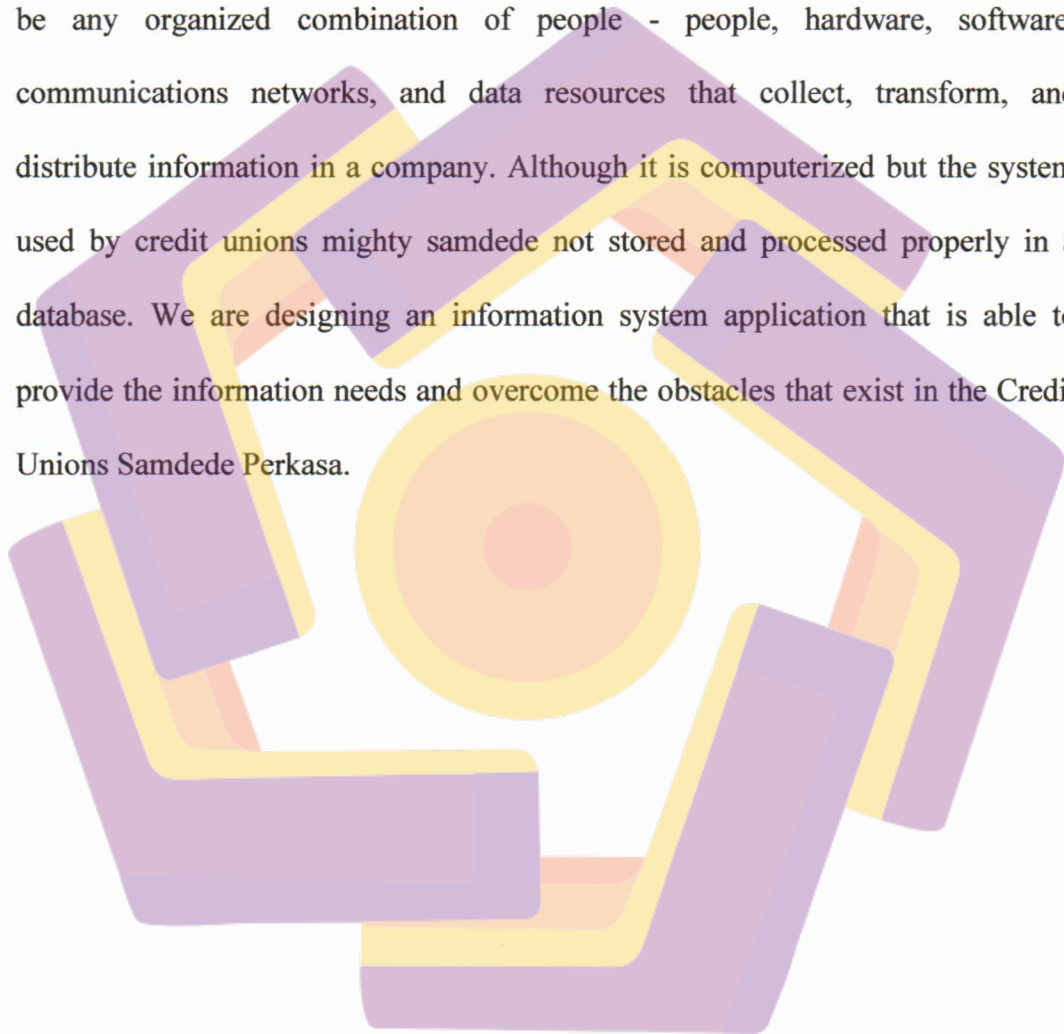 be any organized combination of people - people, hardware, software
communications networks, and data resources that collect, transform, and
distribute information in a company. Although it is computerized but the system
used by credit unions mighty samdede not stored and processed properly in
database. We are designing an information system application that is able to
provide the information needs and overcome the obstacles that exist in the Credi
Unions Samdede Perkasa.